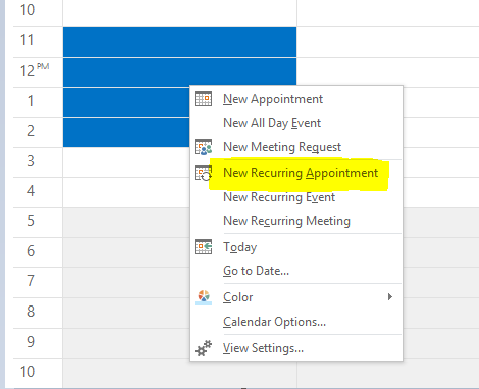 10
11
12 PM
1
2
3
4
5
6
7
8
9
10
New Appointment
New All Day Event
New Meeting Request
New Recurring Appointment
New Recurring Event
New Recurring Meeting
Today
Go to Date...
Color
Calendar Options...
View Settings...